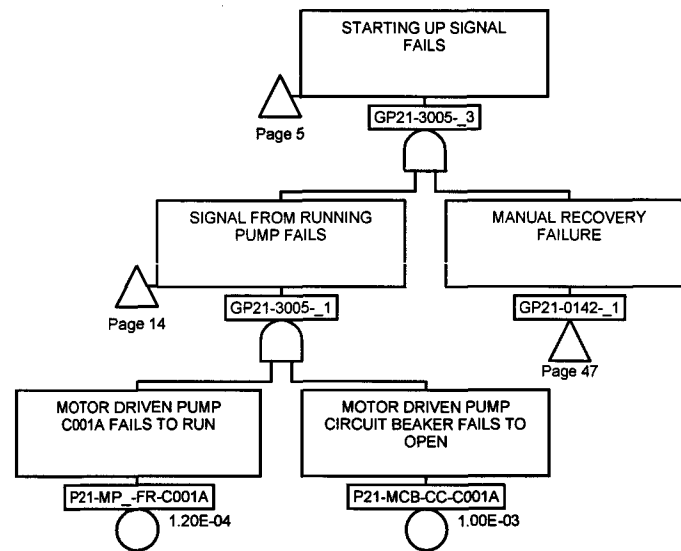 STARTING UP SIGNAL
FAILS
Page 5
GP21-3005-_3
SIGNAL FROM RUNNING
PUMP FAILS
MANUAL RECOVERY
FAILURE
Page 14
GP21-3005-_1
GP21-0142-_1
Page 47
MOTOR DRIVEN PUMP
C001A FAILS TO RUN
MOTOR DRIVEN PUMP
CIRCUIT BEAKER FAILS TO
OPEN
P21-MP_-FR-C001A
1.20E-04
P21-MCB-CC-C001A
1.00E-03